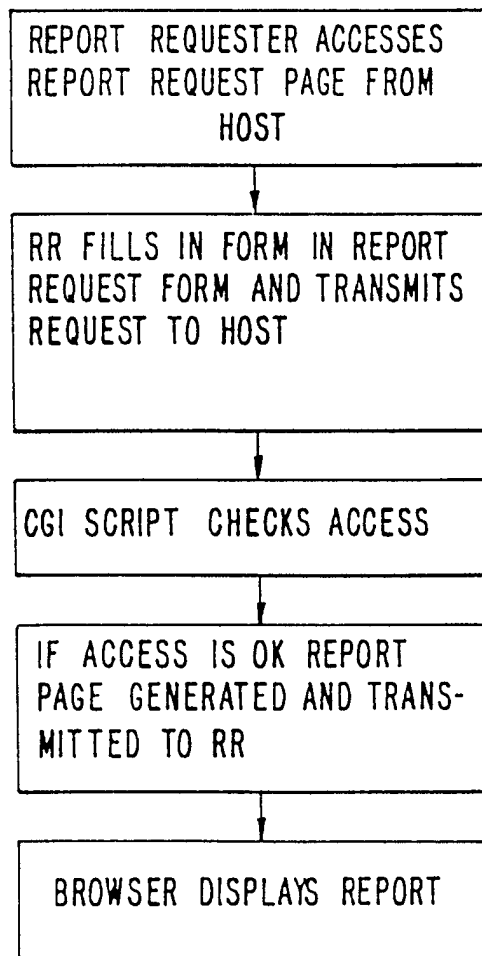 REPORT REQUESTER ACCESSES
REPORT REQUEST PAGE FROM
HOST
RR FILLS IN FORM IN REPORT
REQUEST FORM AND TRANSMITS
REQUEST TO HOST
CGI SCRIPT CHECKS ACCESS
IF ACCESS IS OK REPORT
PAGE GENERATED AND TRANS-
MITTED TO RR
BROWSER DISPLAYS REPORT